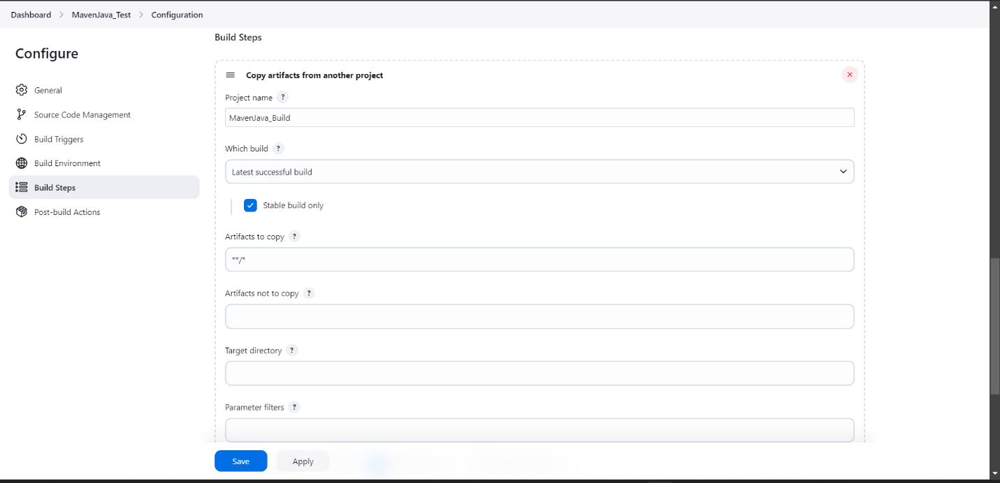 Dashboard > MavenJava_Test > Configuration
Configure
General
Source Code Management
Build Triggers
Build Environment
Build Steps
Post-build Actions
Build Steps
Copy artifacts from another project
Project name ?
MavenJava_Build
Which build ?
Latest successful build
Stable build only
Artifacts to copy ?
**/*
Artifacts not to copy ?
Target directory ?
Parameter filters ?
Save Apply